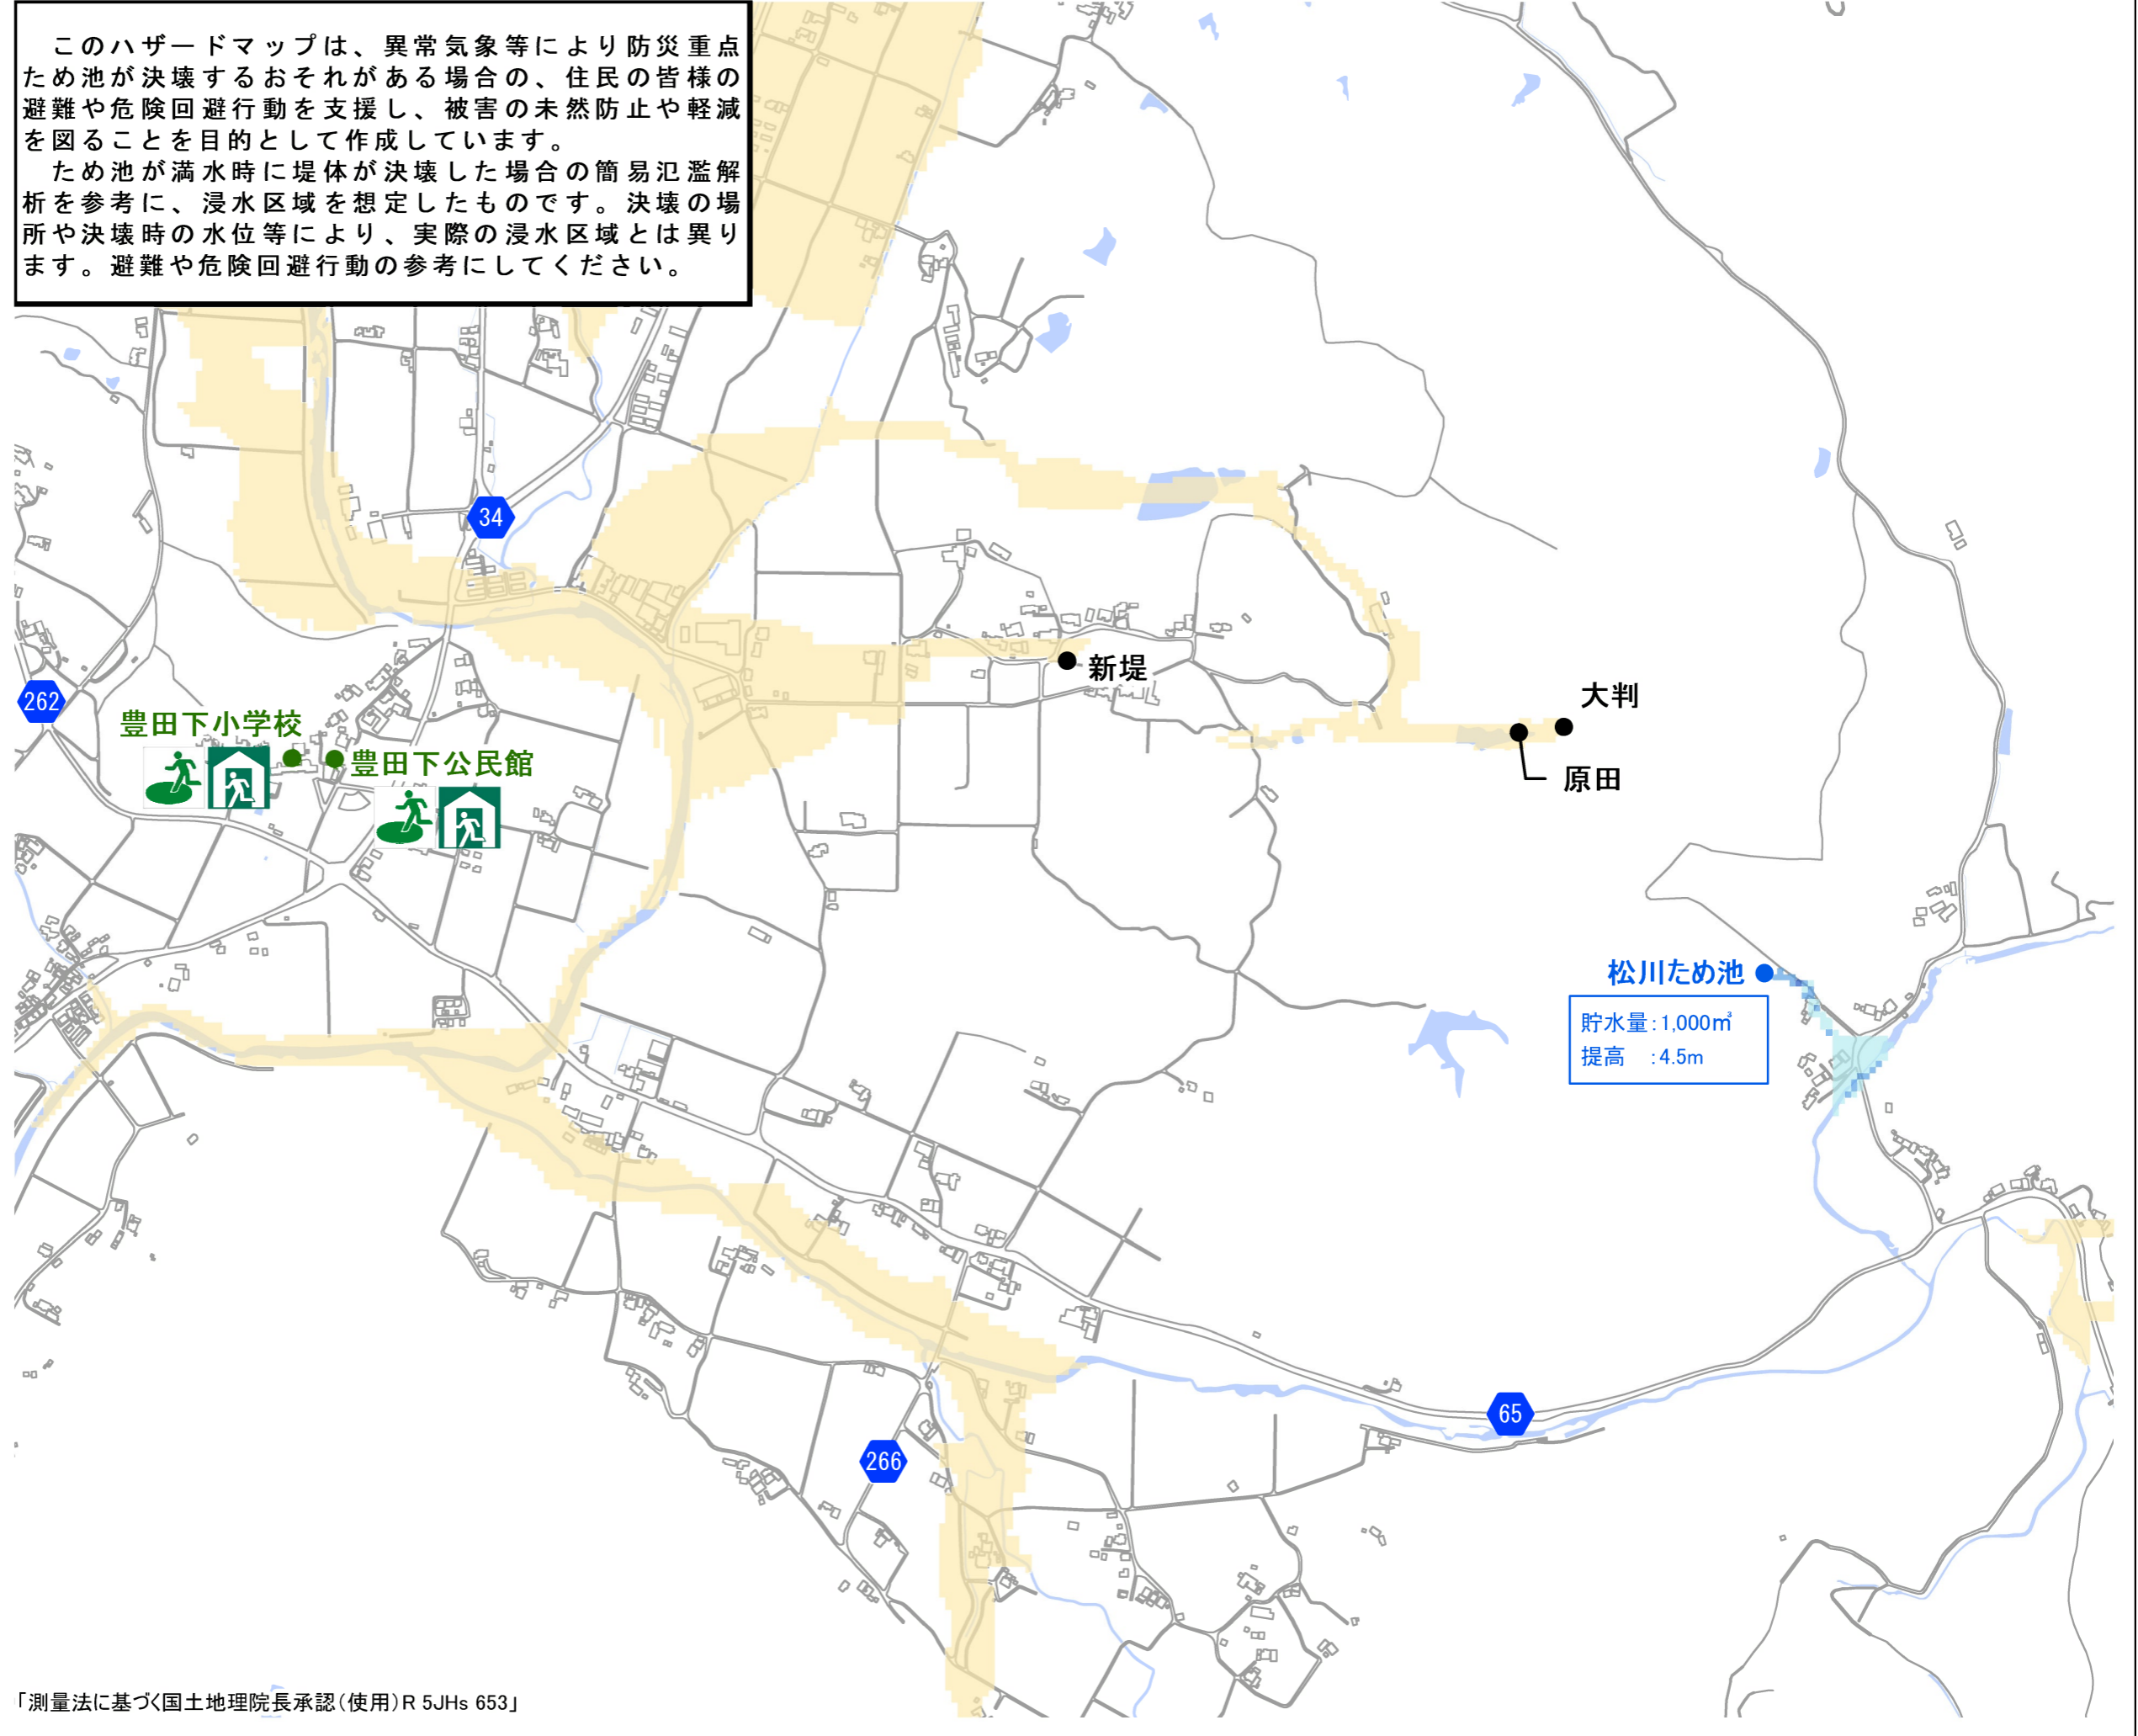 このハザードマップは、異常気象等により防災重点
ため池が決壊するおそれがある場合の、住民の皆様の
避難や危険回避行動を支援し、被害の未然防止や軽減
を図ることを目的として作成しています。
ため池が満水時に堤体が決壊した場合の簡易氾濫解
析を参考に、浸水区域を想定したものです。決壊の場
所や決壊時の水位等により、実際の浸水区域とは異り
ます。避難や危険回避行動の参考にしてください。
34
新堤
大判
262
豊田下小学校
豊田下公民館
原田
松川ため池
貯水量:1,000㎥
提高 :4.5m
65
266
「測量法に基づく国土地理院長承認(使用)R 5JHs 653」